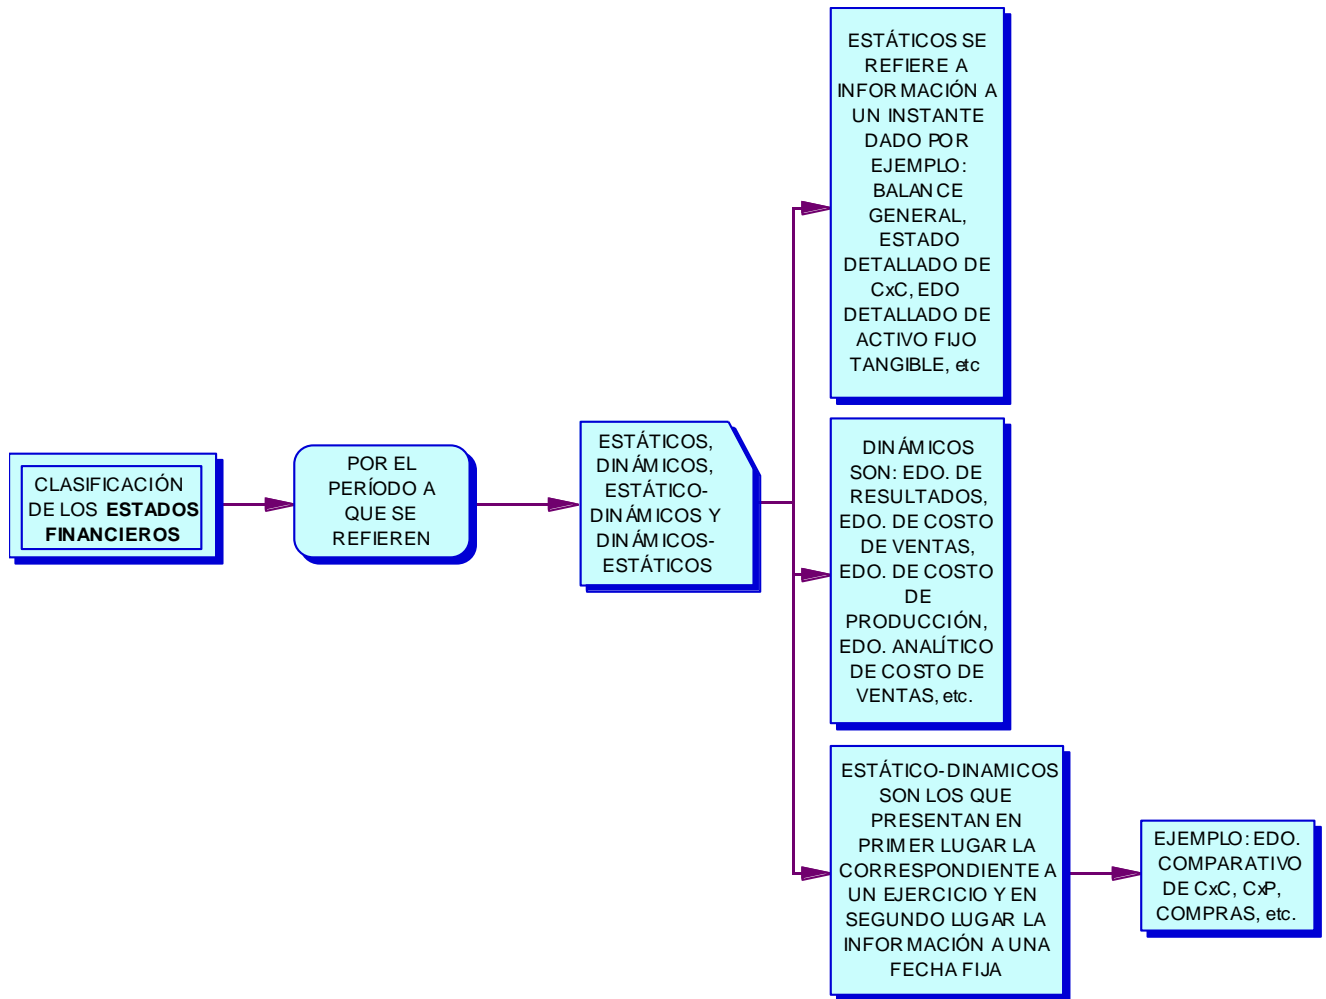 CLASIFICACIÓN
DE LOS ESTADOS
FINANCIEROS
POR EL
PERÍODO A
QUE SE
REFIEREN
ESTÁTICOS,
DINÁMICOS,
ESTÁTICO-
DINÁMICOS Y
DINÁMICOS-
ESTÁTICOS
ESTÁTICOS SE
REFIERE A
INFORMACIÓN A
UN INSTANTE
DADO POR
EJEMPLO:
BALANCE
GENERAL,
ESTADO
DETALLADO DE
CxC, EDO
DETALLADO DE
ACTIVO FIJO
TANGIBLE, etc
DINÁMICOS
SON: EDO. DE
RESULTADOS,
EDO. DE COSTO
DE VENTAS,
EDO. DE COSTO
DE
PRODUCCIÓN,
EDO. ANALÍTICO
DE COSTO DE
VENTAS, etc.
ESTÁTICO-DINAMICOS
SON LOS QUE
PRESENTAN EN
PRIMER LUGAR LA
CORRESPONDIENTE A
UN EJERCICIO Y EN
SEGUNDO LUGAR LA
INFORMACIÓN A UNA
FECHA FIJA
EJEMPLO: EDO.
COMPARATIVO
DE CxC, CxP,
COMPRAS, etc.